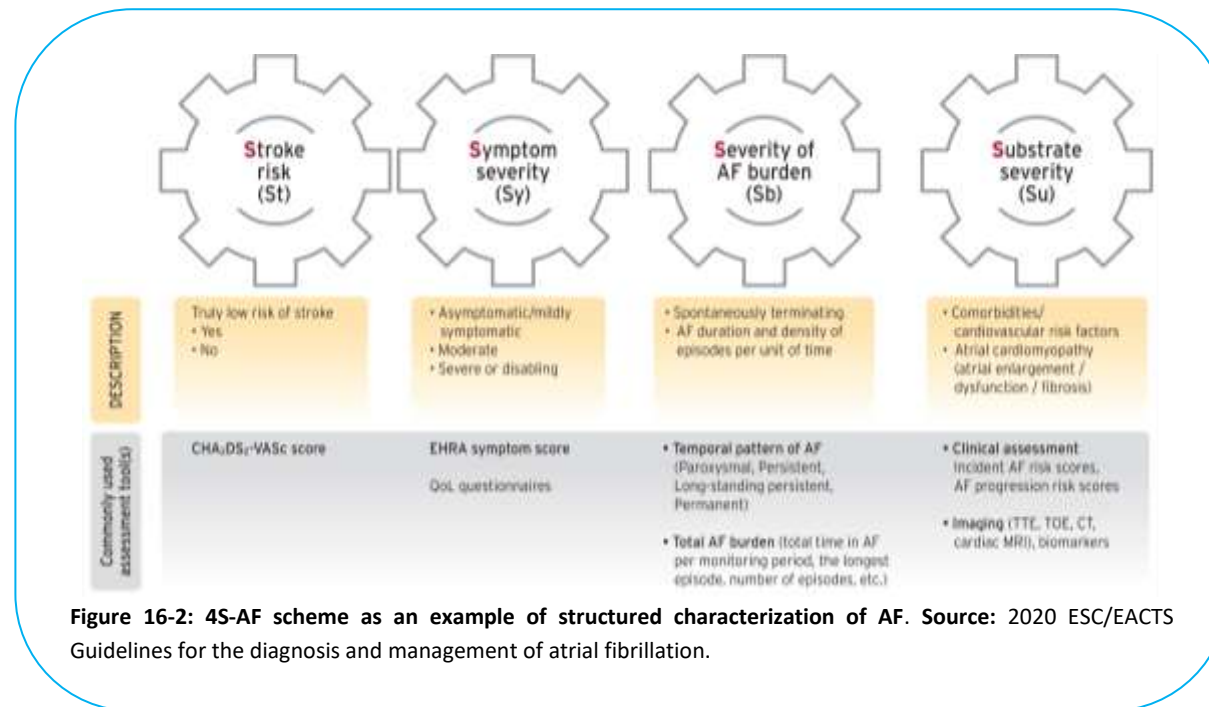 Stroke
risk
(St)
Symptom
severity
(Sy)
Severity of
AF burden
(Sb)
Substrate
severity
(Su)
DESCRIPTION
Truly low risk of stroke
• Yes
• No
• Asymptomatic/mildly
symptomatic
• Moderate
• Severe or disabling
• Spontaneously terminating
• AF duration and density of
episodes per unit of time
• Comorbidities/
cardiovascular risk factors
• Atrial cardiomyopathy
(atrial enlargement /
dysfunction / fibrosis)
Commonly used
assessment tool(s)
CHA₂DS₂-VASc score
EHRA symptom score
QoL questionnaires
• Temporal pattern of AF
(Paroxysmal, Persistent,
Long-standing persistent,
Permanent)
• Total AF burden (total time in AF
per monitoring period, the longest
episode, number of episodes, etc.)
• Clinical assessment
Incident AF risk scores,
AF progression risk scores
• Imaging (TTE, TOE, CT,
cardiac MRI), biomarkers
Figure 16-2: 4S-AF scheme as an example of structured characterization of AF. Source: 2020 ESC/EACTS
Guidelines for the diagnosis and management of atrial fibrillation.